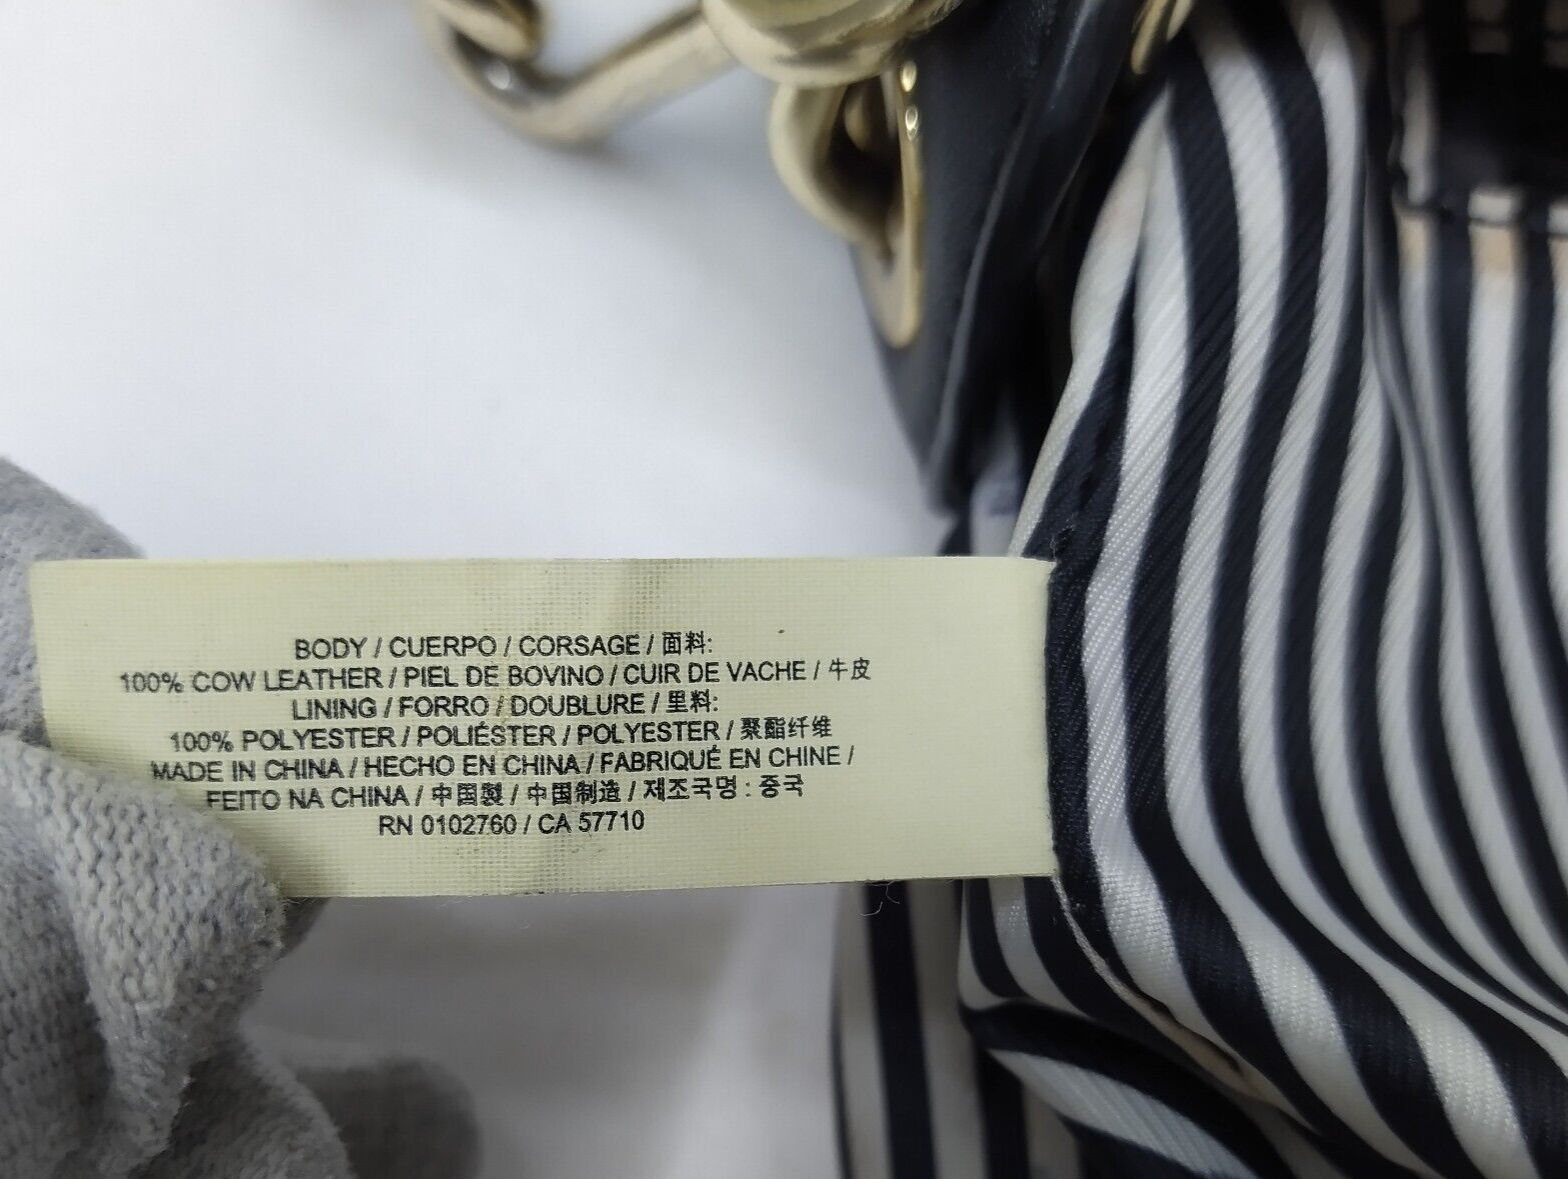 BODY / CUERPO / CORSAGE / 面料:
100% COW LEATHER / PIEL DE BOVINO / CUIR DE VACHE / 牛皮
LINING / FORRO / DOUBLURE / 里料:
100% POLYESTER / POLIÉSTER / POLYESTER / 聚酯纤维
MADE IN CHINA / HECHO EN CHINA / FABRIQUÉ EN CHINE /
FEITO NA CHINA / 中国製 / 中国制造 / 제조국명 : 중국
RN 0102760 / CA 57710